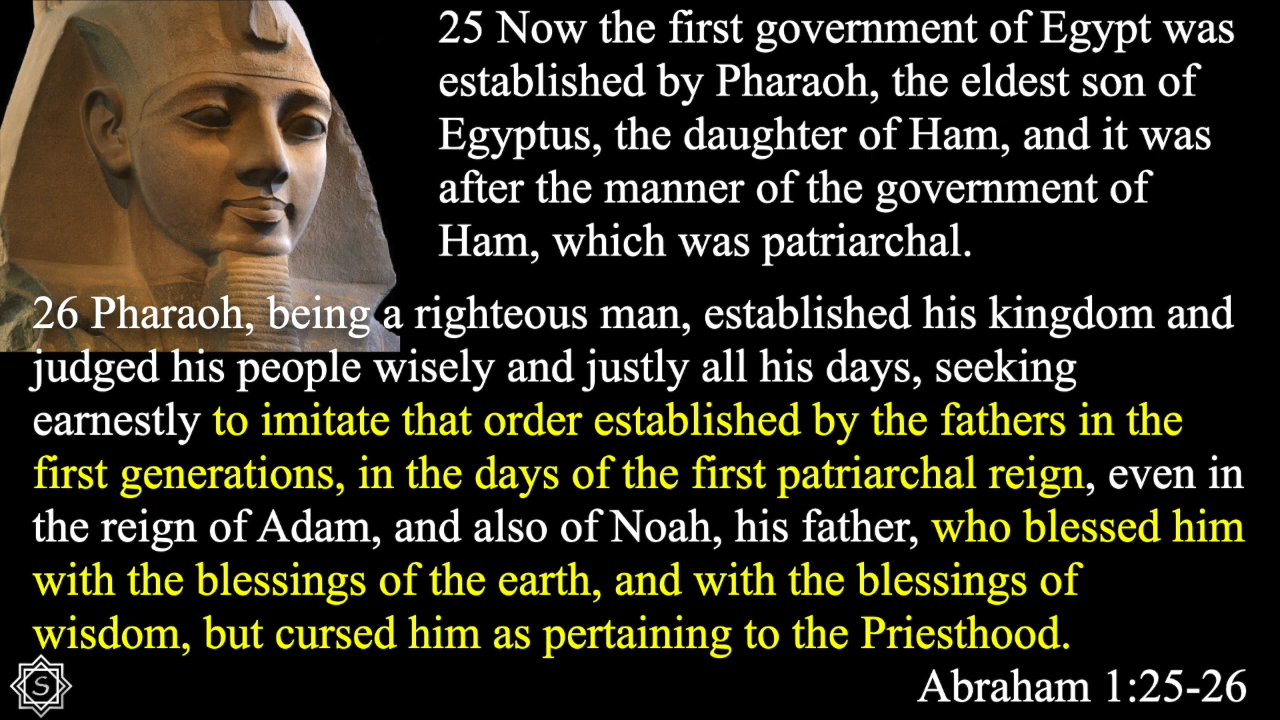 25 Now the first government of Egypt was
established by Pharaoh, the eldest son of
Egyptus, the daughter of Ham, and it was
after the manner of the government of
Ham, which was patriarchal.
26 Pharaoh, being a righteous man, established his kingdom and
judged his people wisely and justly all his days, seeking
earnestly to imitate that order established by the fathers in the
first generations, in the days of the first patriarchal reign, even in
the reign of Adam, and also of Noah, his father, who blessed him
with the blessings of the earth, and with the blessings of
wisdom, but cursed him as pertaining to the Priesthood.
S
Abraham 1:25-26